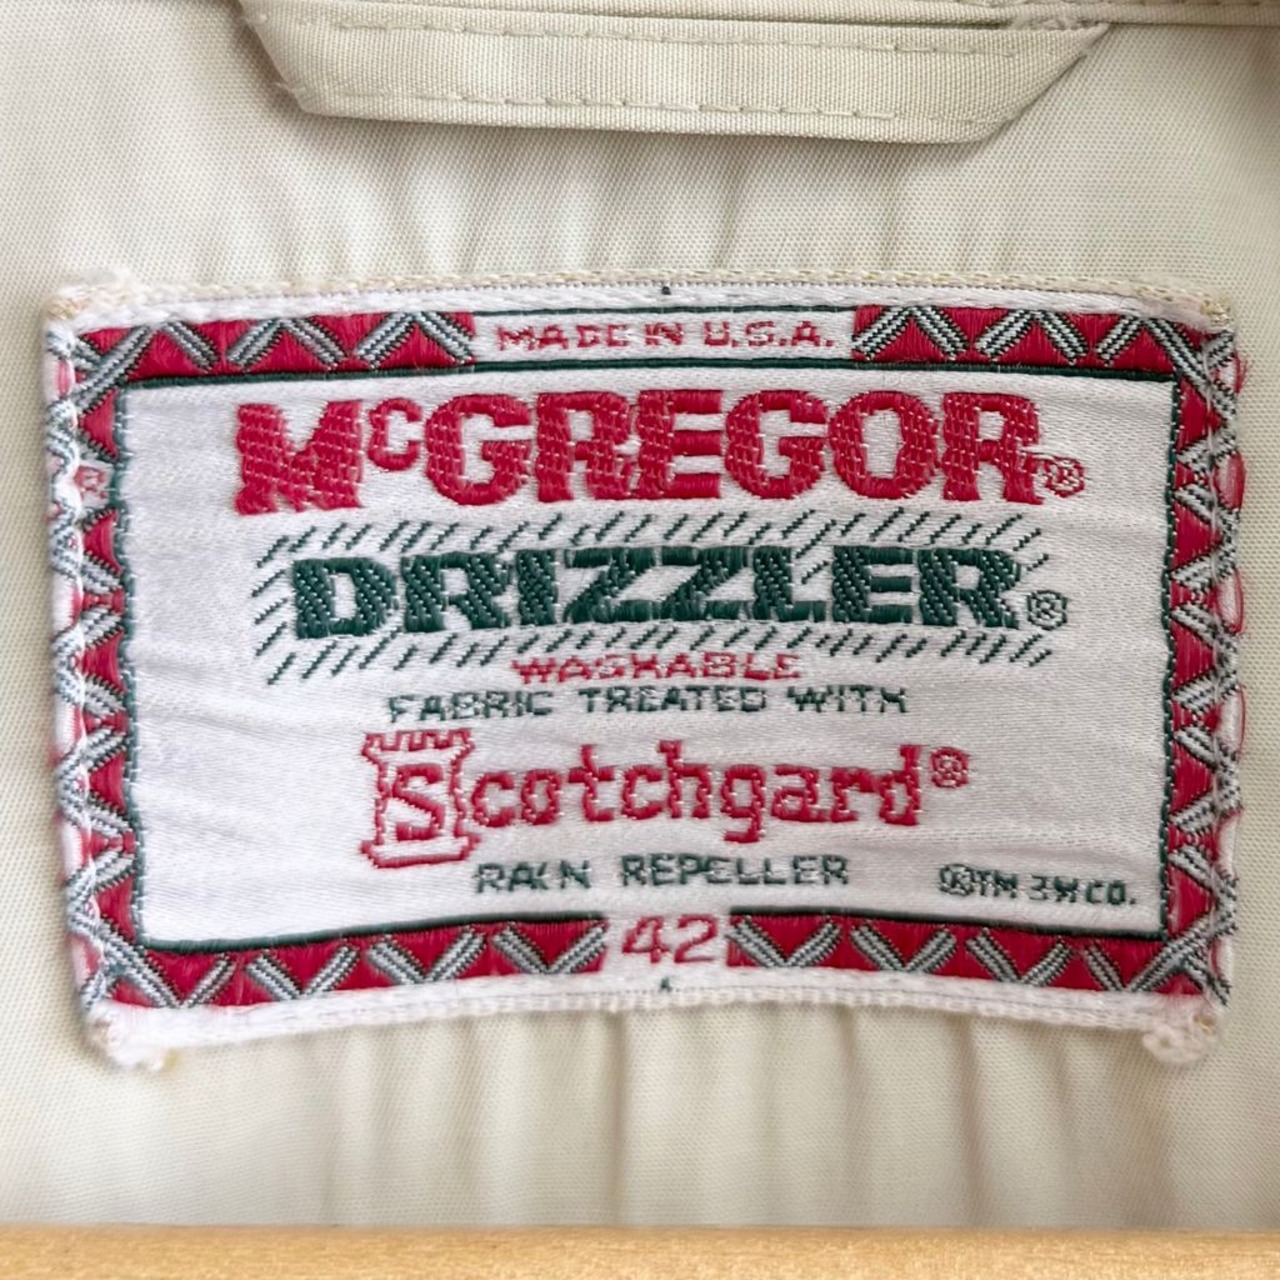 MADE IN U.S.A.
McGREGOR®
DRIZZLER®
WASHABLE
FABRIC TREATED WITH
Scotchgard®
RAIN REPELLER ®TM 3M CO.
42